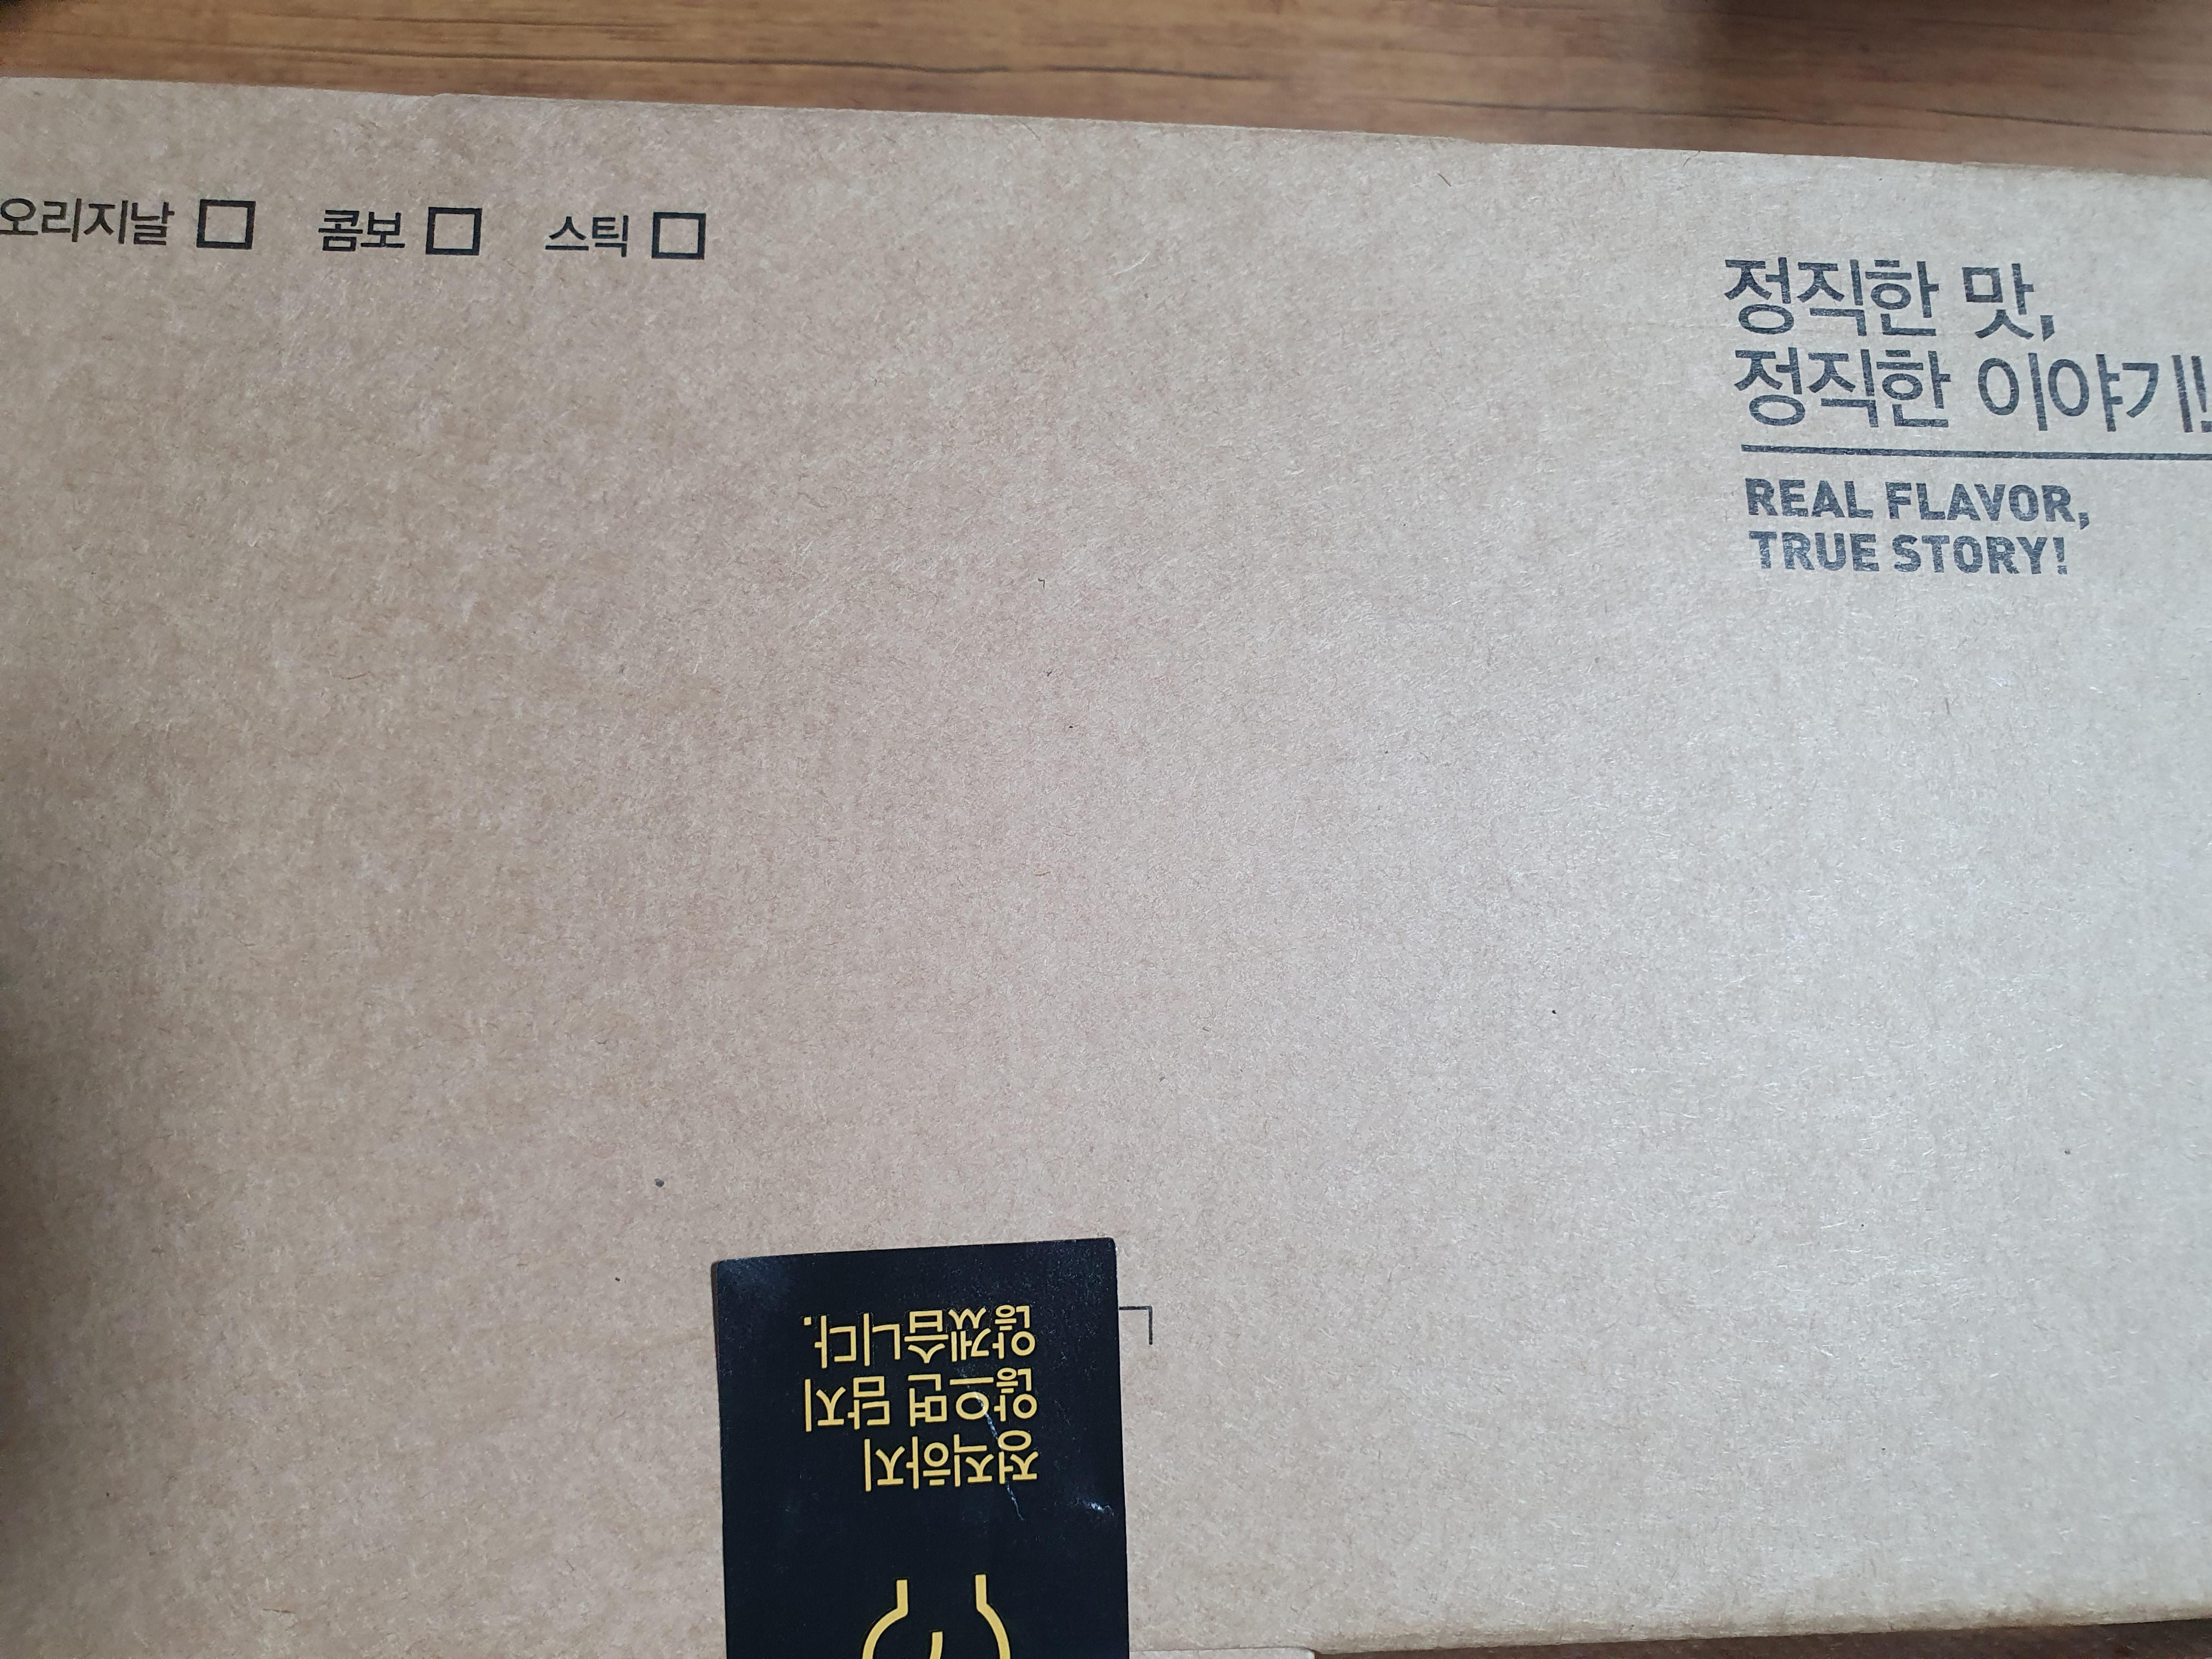 오리지날 □ 콤보 □ 스틱 □
정직한 맛,
정직한 이야기!
REAL FLAVOR,
TRUE STORY!
정직하지
않으면 담지
않겠습니다.